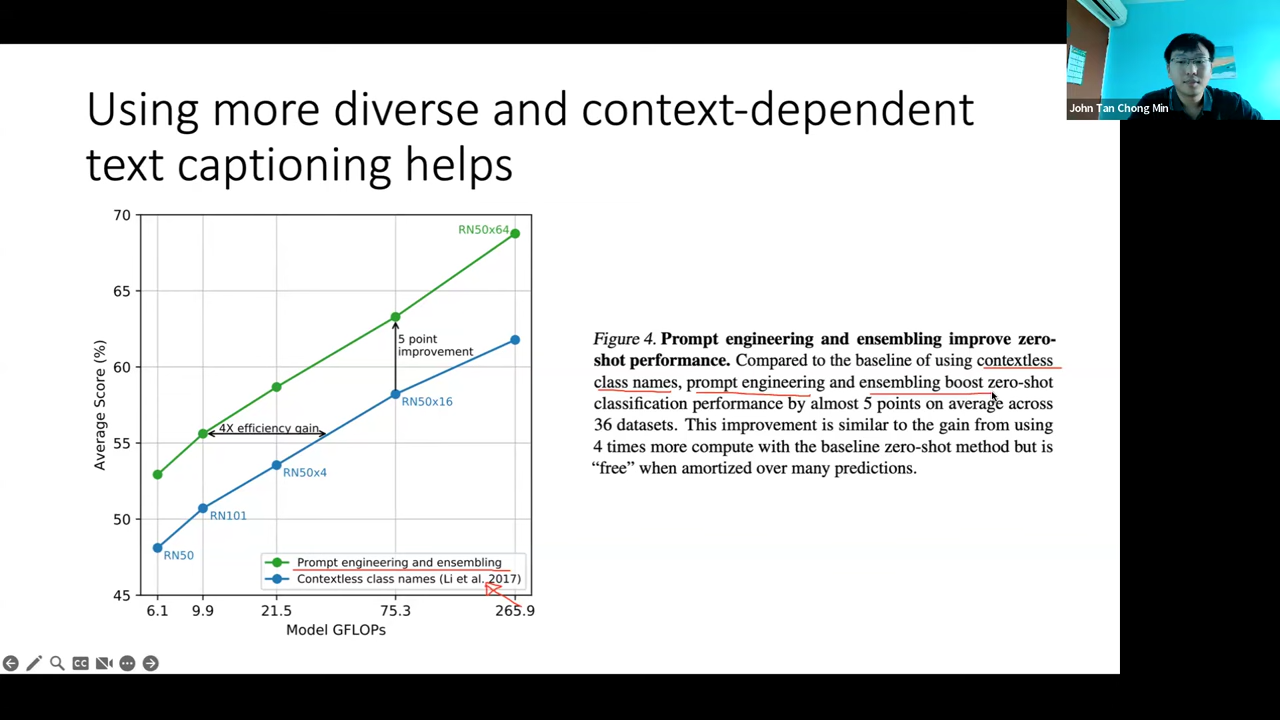 John Tan Chong Min
Using more diverse and context-dependent
text captioning helps
70
65
60
55
50
45
Average Score (%)
RN50x64
5 point
improvement
RN50x16
4X efficiency gain
RN50x4
RN101
RN50
Prompt engineering and ensembling
Contextless class names (Li et al. 2017)
6.1 9.9 21.5 75.3 265.9
Model GFLOPs
Figure 4. Prompt engineering and ensembling improve zero-
shot performance. Compared to the baseline of using contextless
class names, prompt engineering and ensembling boost zero-shot
classification performance by almost 5 points on average across
36 datasets. This improvement is similar to the gain from using
4 times more compute with the baseline zero-shot method but is
“free” when amortized over many predictions.
CC